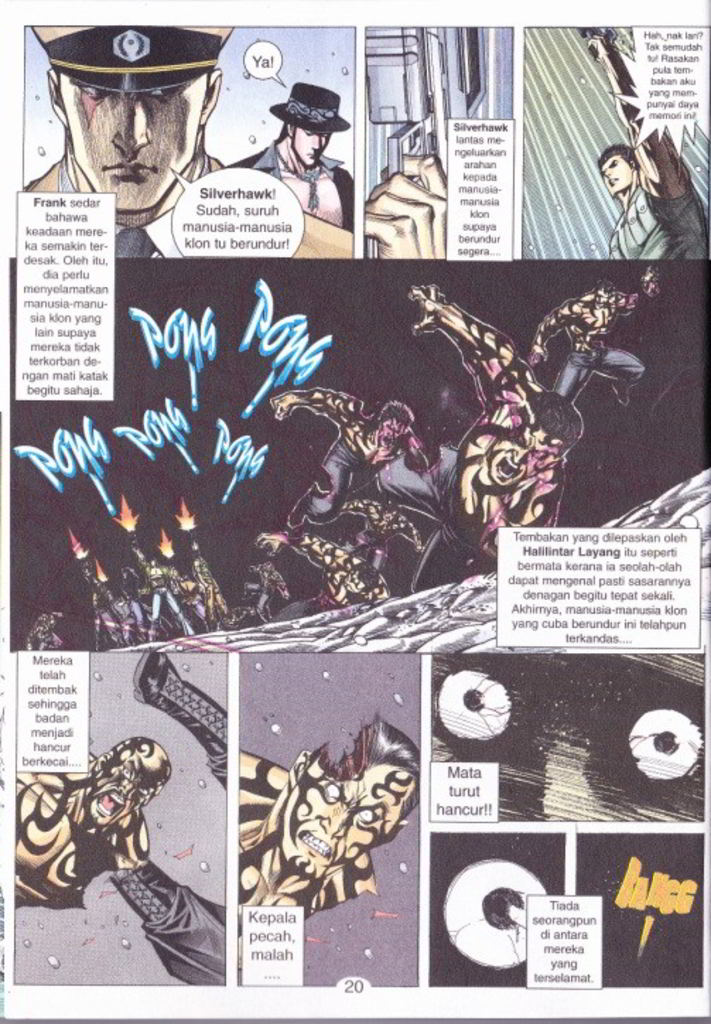 Ya!
Silverhawk!
Sudah, suruh
manusia-manusia
klon tu berundur!
Frank sedar
bahawa
keadaan mere-
ka semakin ter-
desak. Oleh itu,
dia perlu
menyelamatkan
manusia-manu-
sia klon yang
lain supaya
mereka tidak
terkorban de-
ngan mati katak
begitu sahaja.
Silverhawk
lantas me-
ngeluarkan
arahan
kepada
manusia-
manusia
klon
supaya
berundur
segera....
Hah, nak lari?
Tak semudah
tu! Rasakan
pula tem-
bakan aku
yang mem-
punyai daya
memori ini!
PONS
PONS
PONS
PONS
PONS
Tembakan yang dilepaskan oleh
Halilintar Layang itu seperti
bermata kerana ia seolah-olah
dapat mengenal pasti sasarannya
denagan begitu tepat sekali.
Akhirnya, manusia-manusia klon
yang cuba berundur ini telahpun
terkandas....
Mereka
telah
ditembak
sehingga
badan
menjadi
hancur
berkecai....
Kepala
pecah,
malah
....
Mata
turut
hancur!!
Tiada
seorangpun
di antara
mereka
yang
terselamat.
20